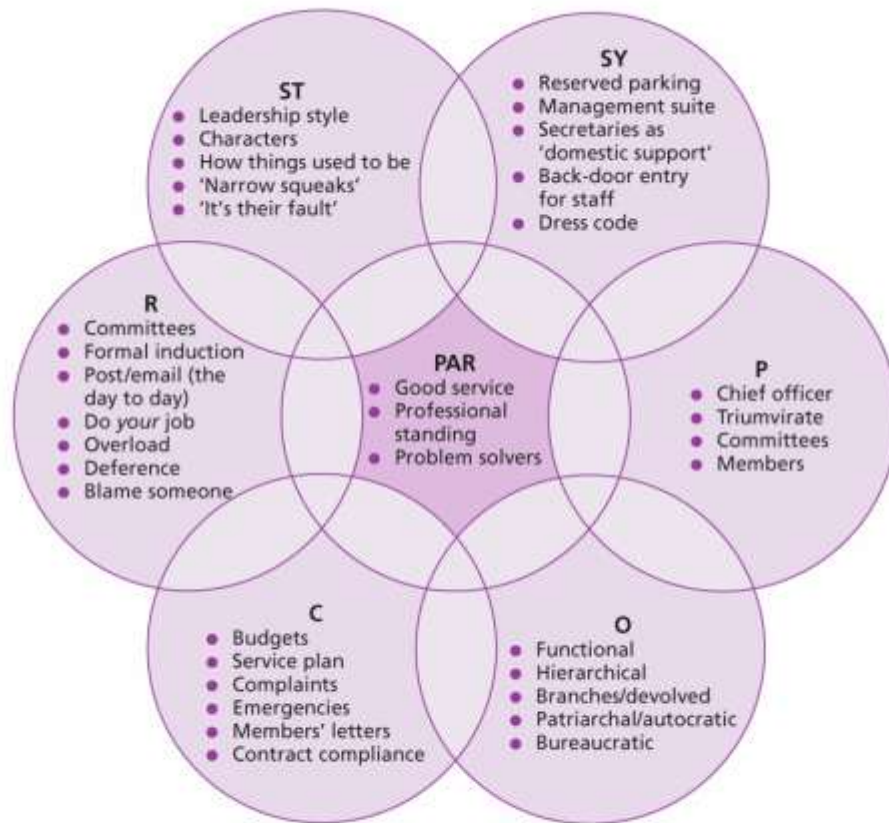 ST
● Leadership style
● Characters
● How things used to be
● ‘Narrow squeaks’
● ‘It’s their fault’
SY
● Reserved parking
● Management suite
● Secretaries as
‘domestic support’
● Back-door entry
for staff
● Dress code
R
● Committees
● Formal induction
● Post/email (the
day to day)
● Do your job
● Overload
● Deference
● Blame someone
PAR
● Good service
● Professional
standing
● Problem solvers
P
● Chief officer
● Triumvirate
● Committees
● Members
C
● Budgets
● Service plan
● Complaints
● Emergencies
● Members’ letters
● Contract compliance
O
● Functional
● Hierarchical
● Branches/devolved
● Patriarchal/autocratic
● Bureaucratic